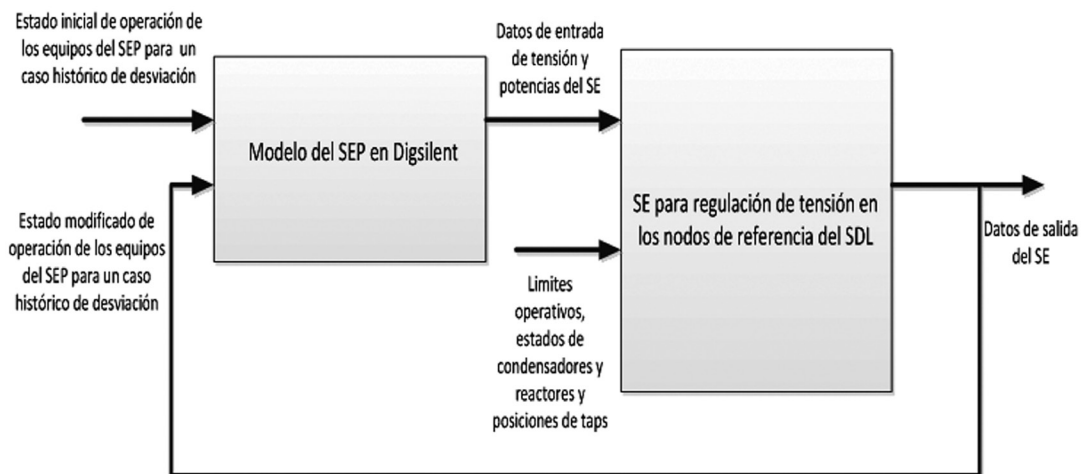 Estado inicial de operación de
los equipos del SEP para un
caso histórico de desviación
Modelo del SEP en Digsilent
Estado modificado de
operación de los equipos
del SEP para un caso
histórico de desviación
Datos de entrada
de tensión y
potencias del SE
Limites
operativos,
estados de
condensadores y
reactores y
posiciones de taps
SE para regulación de tensión en
los nodos de referencia del SDL
Datos de salida
del SE